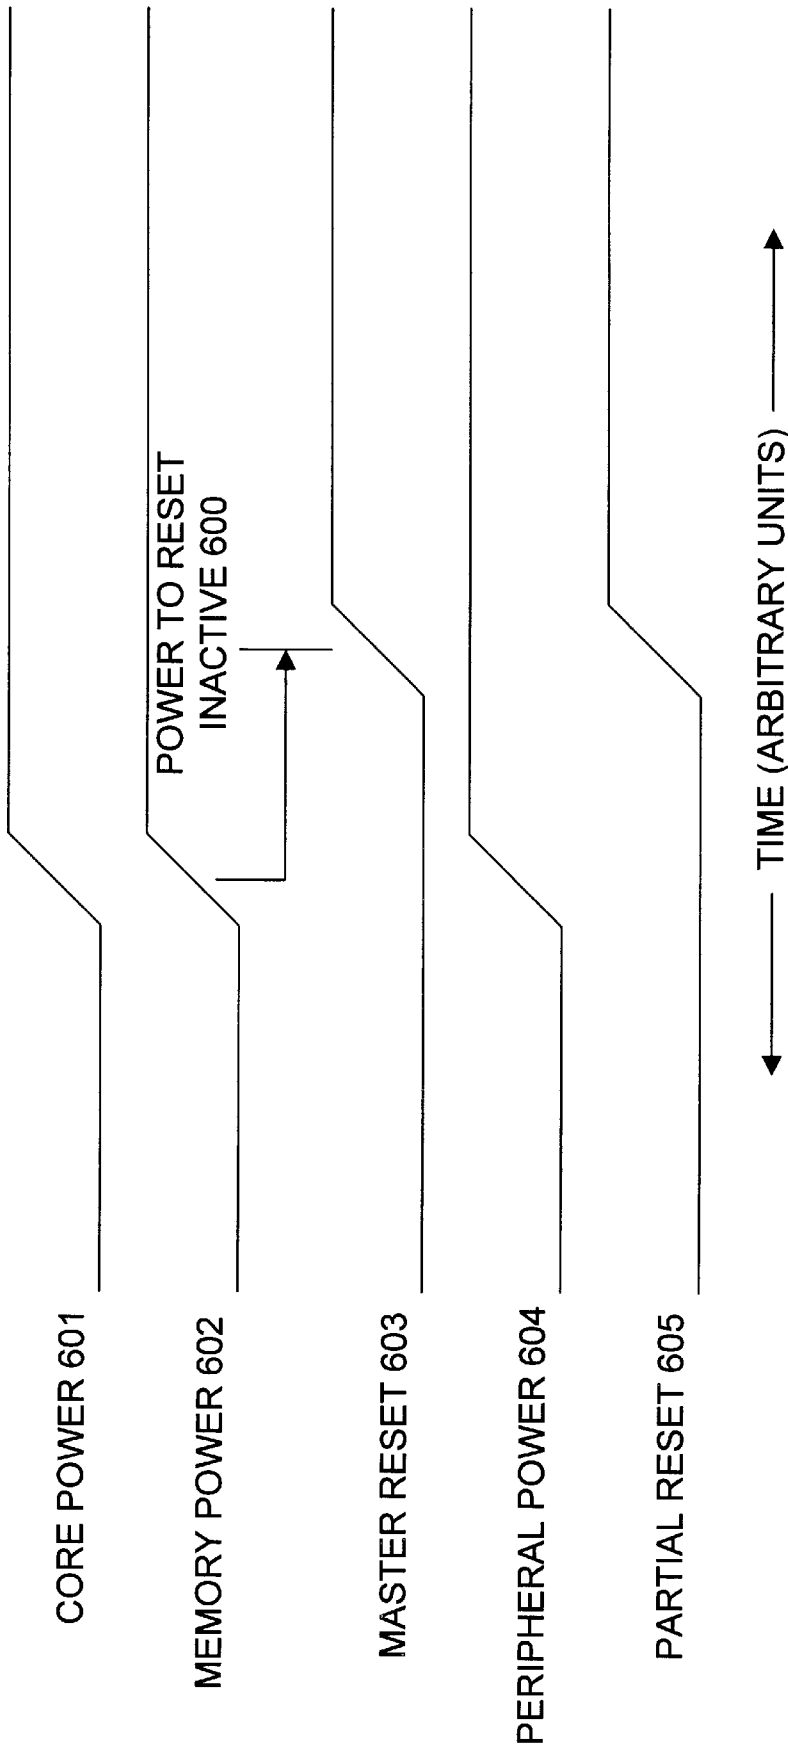 CORE POWER 601
MEMORY POWER 602
POWER TO RESET
INACTIVE 600
MASTER RESET 603
PERIPHERAL POWER 604
PARTIAL RESET 605
TIME (ARBITRARY UNITS)